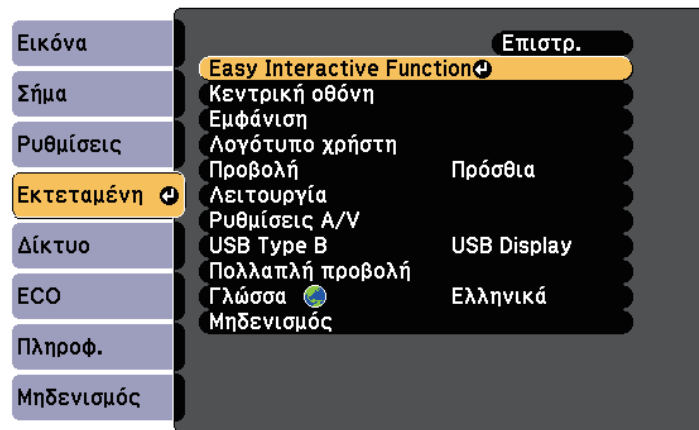 Εικόνα
Σήμα
Ρυθμίσεις
Εκτεταμένη
Δίκτυο
ECO
Πληροφ.
Μηδενισμός
Επιστρ.
Easy Interactive Function
Κεντρική οθόνη
Εμφάνιση
Λογότυπο χρήστη
Προβολή Πρόσθια
Λειτουργία
Ρυθμίσεις A/V
USB Type B USB Display
Πολλαπλή προβολή
Γλώσσα Ελληνικά
Μηδενισμός